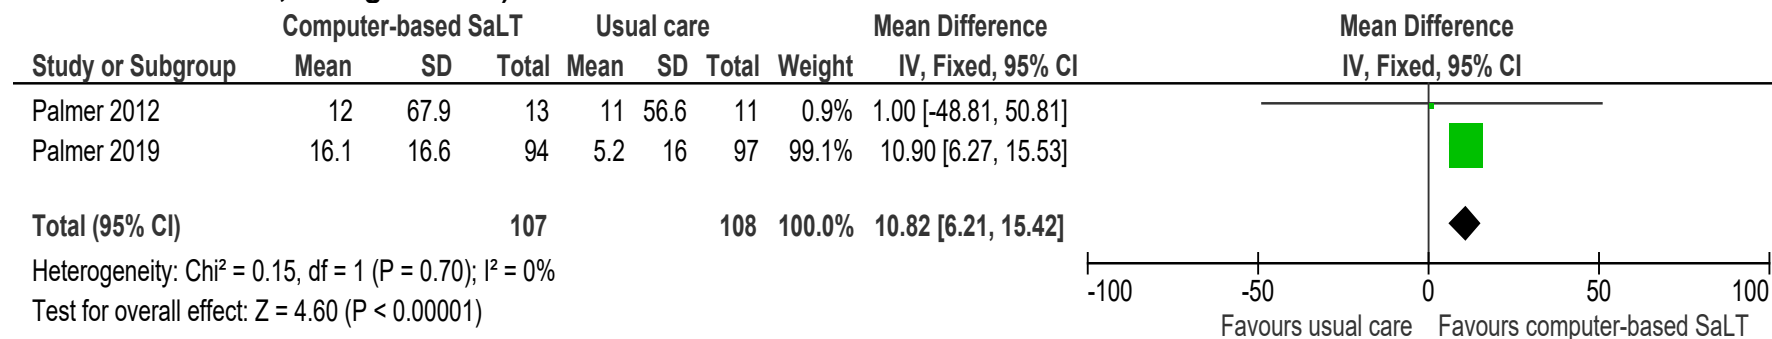 Computer-based SaLT Usual care Mean Difference Mean Difference
Study or Subgroup Mean SD Total Mean SD Total Weight IV, Fixed, 95% CI IV, Fixed, 95% CI
Palmer 2012 12 67.9 13 11 56.6 11 0.9% 1.00 [-48.81, 50.81]
Palmer 2019 16.1 16.6 94 5.2 16 97 99.1% 10.90 [6.27, 15.53]
Total (95% CI) 107 108 100.0% 10.82 [6.21, 15.42]
Heterogeneity: Chi² = 0.15, df = 1 (P = 0.70); I² = 0%
Test for overall effect: Z = 4.60 (P < 0.00001)
-100 -50 0 50 100
Favours usual care Favours computer-based SaLT